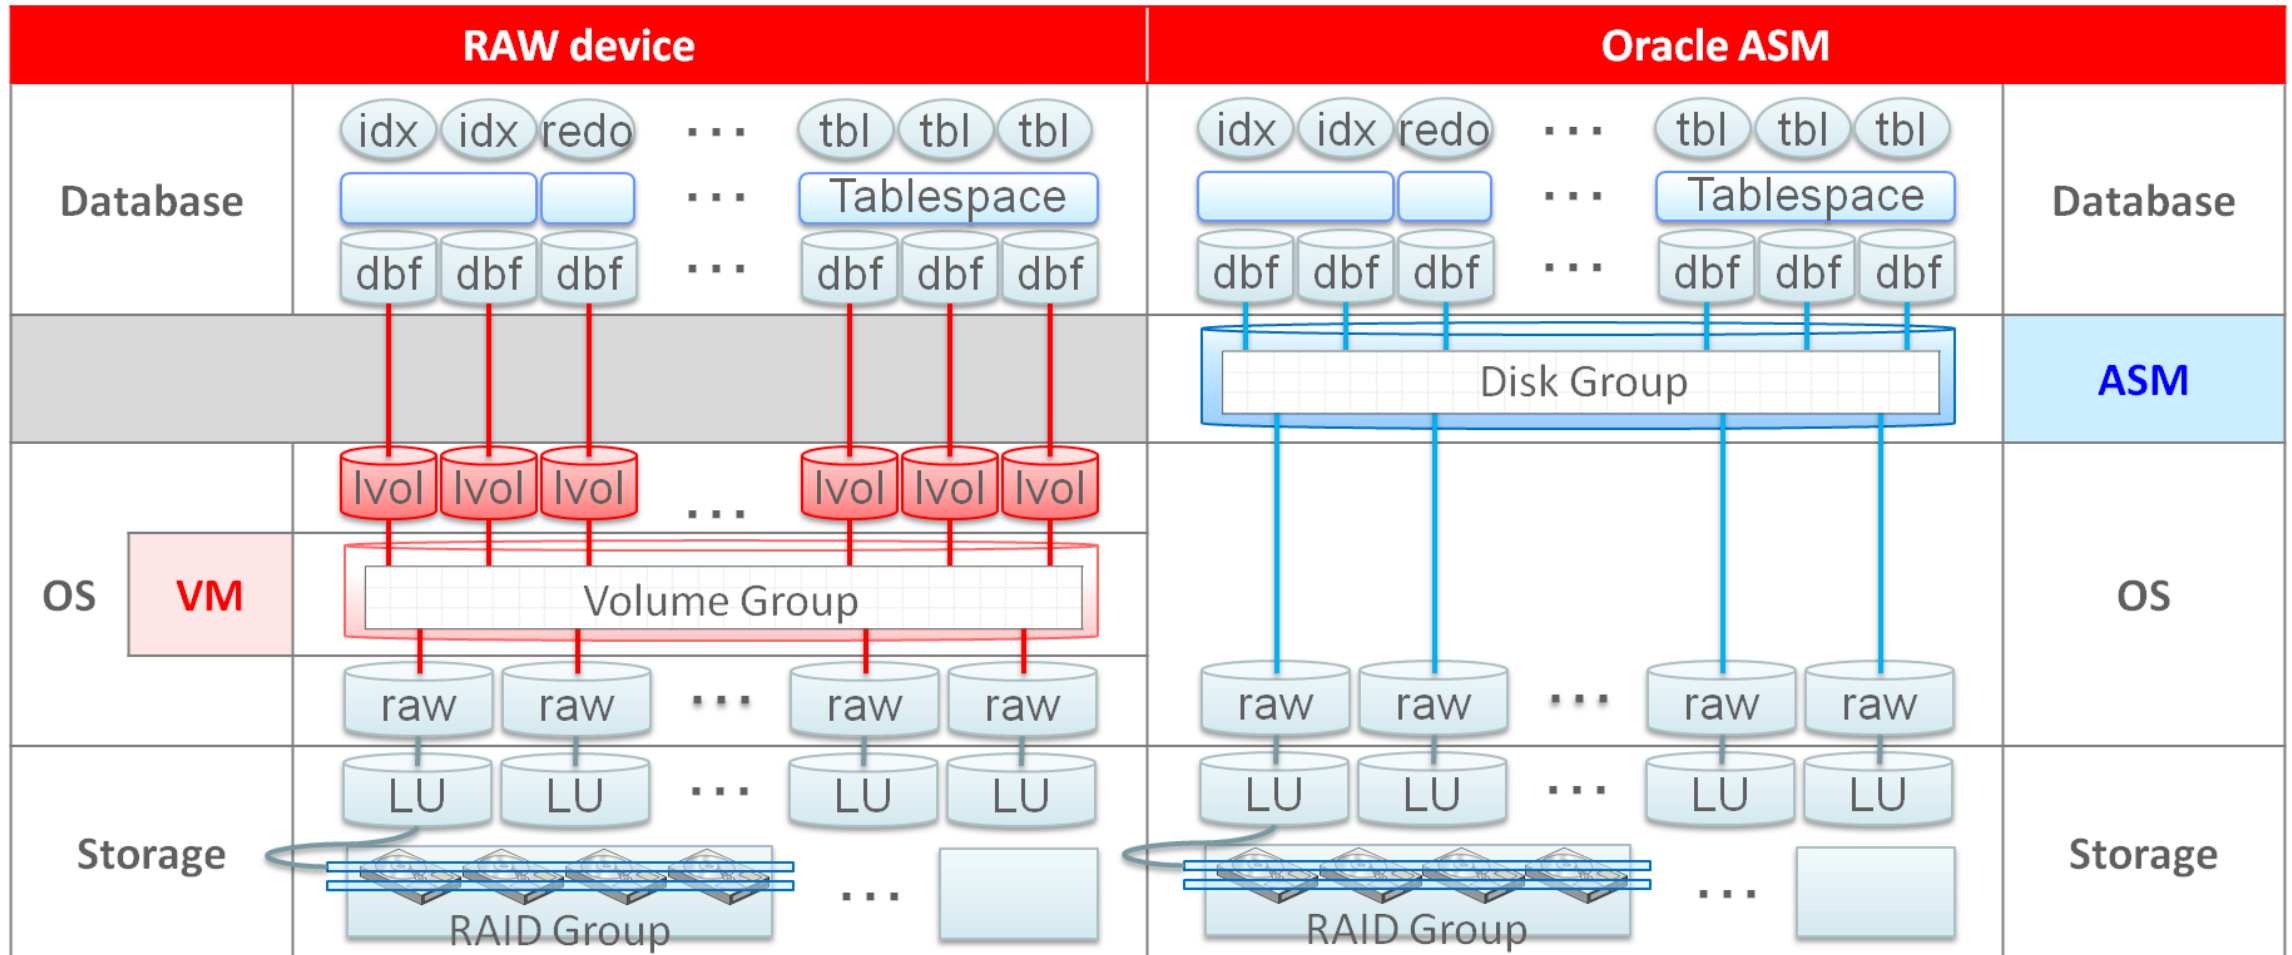 RAW device Oracle ASM
idx idx redo ... tbl tbl tbl idx idx redo ... tbl tbl tbl
Database ... Tablespace ... Tablespace Database
dbf dbf dbf ... dbf dbf dbf dbf dbf dbf ... dbf dbf dbf
Disk Group ASM
lvol lvol lvol ... lvol lvol lvol
OS VM Volume Group OS
raw raw ... raw raw raw raw ... raw raw
LU LU ... LU LU LU LU ... LU LU
Storage ... ... Storage
RAID Group RAID Group